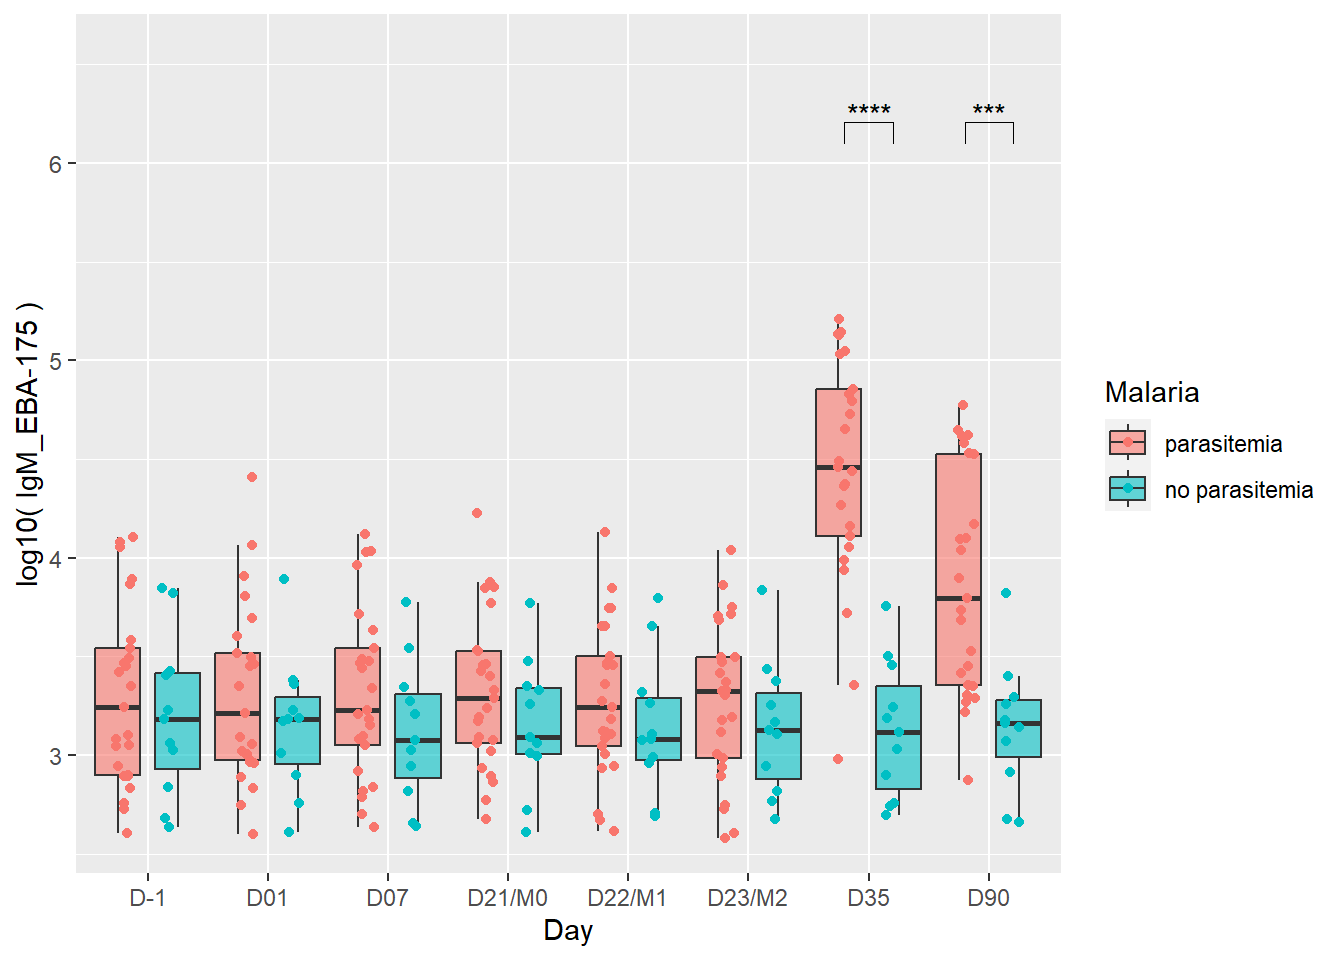 **** ***
6
5
4
3
log10( IgM_EBA-175 )
D-1 D01 D07 D21/M0 D22/M1 D23/M2 D35 D90
Day
Malaria
parasitemia
no parasitemia